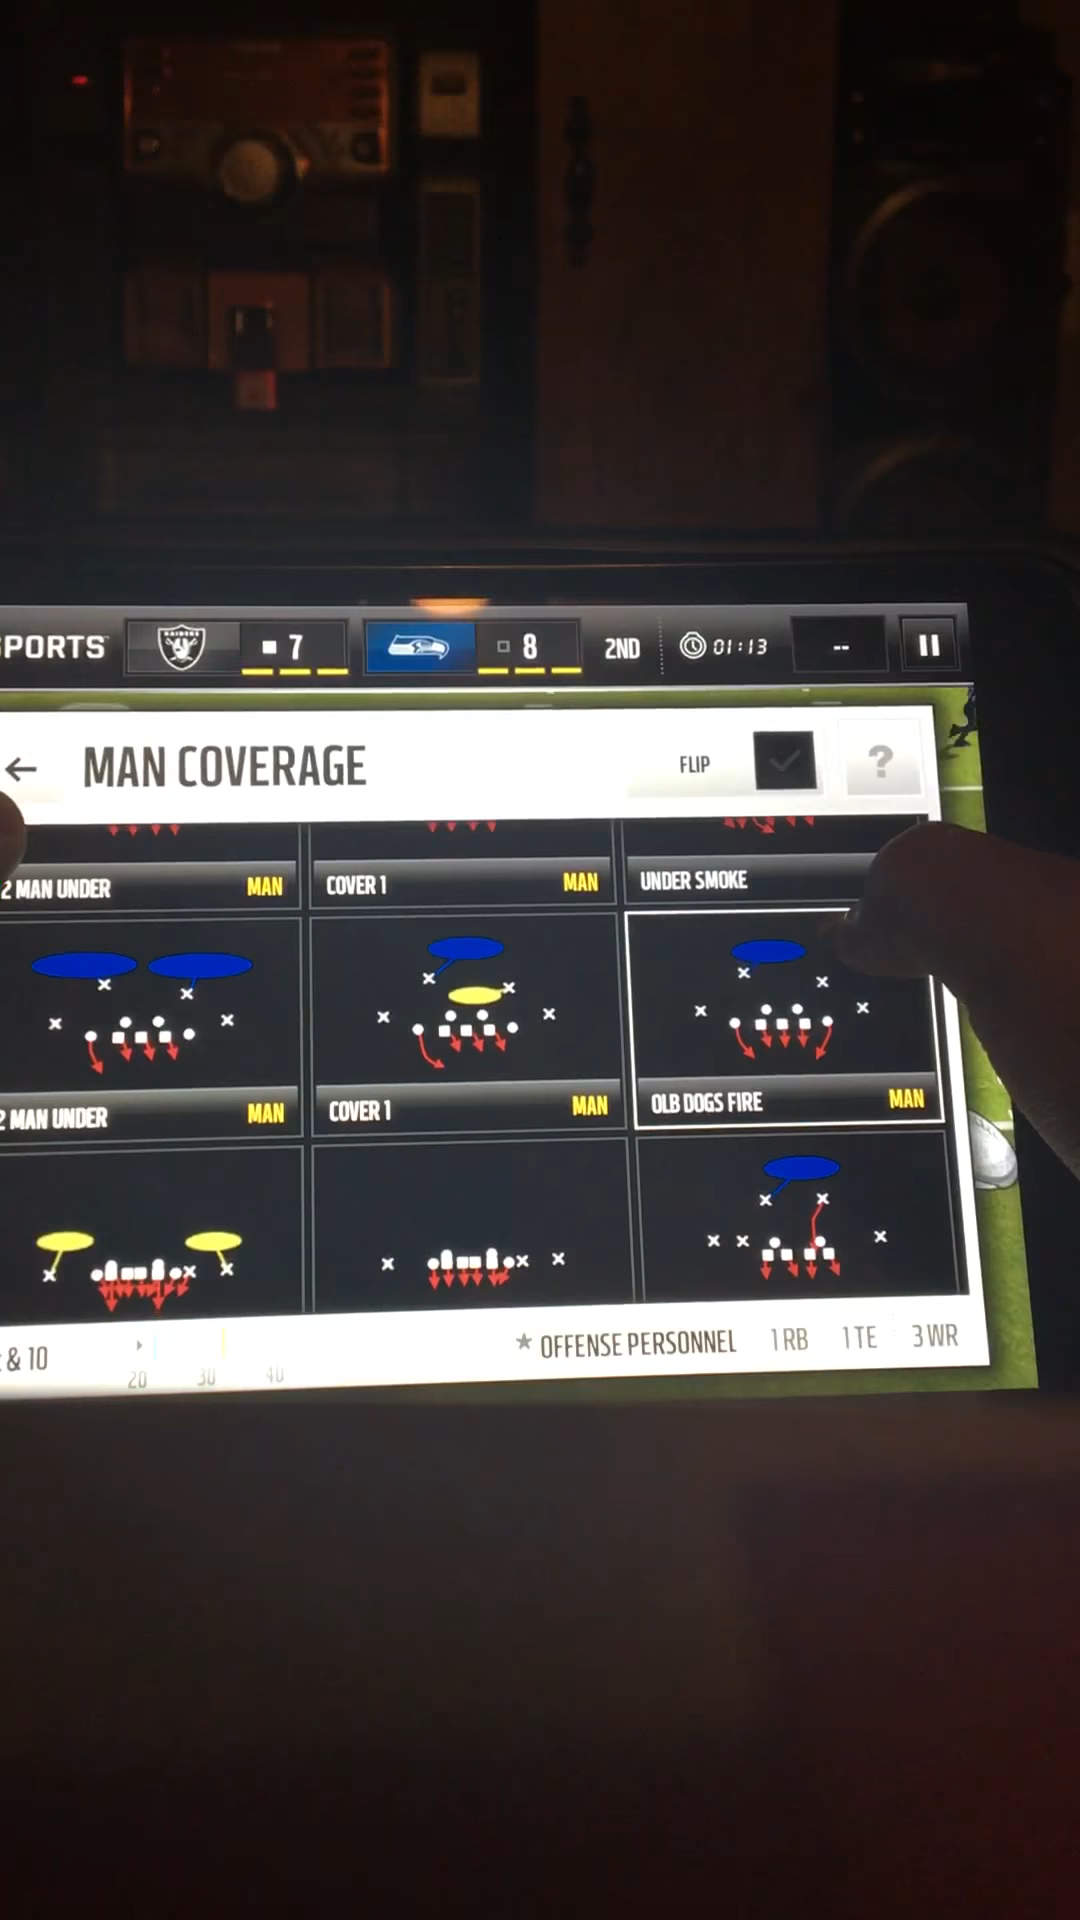 SPORTS
RAIDERS
7
8
2ND
01:13
--
MAN COVERAGE
FLIP
?
2 MAN UNDER
MAN
COVER 1
MAN
UNDER SMOKE
2 MAN UNDER
MAN
COVER 1
MAN
OLB DOGS FIRE
MAN
& 10
20
30
40
OFFENSE PERSONNEL
1 RB
1 TE
3 WR